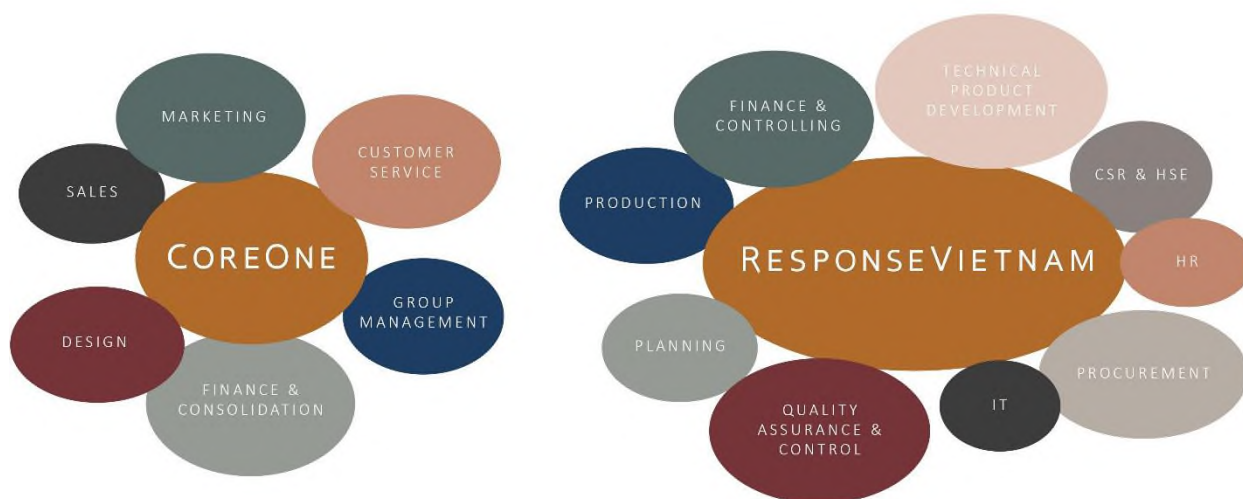 MARKETING
CUSTOMER
SERVICE
SALES
COREONE
GROUP
MANAGEMENT
DESIGN
FINANCE &
CONSOLIDATION
TECHNICAL
PRODUCT
DEVELOPMENT
FINANCE &
CONTROLLING
CSR & HSE
PRODUCTION
RESPONSEVIETNAM
HR
PLANNING
PROCUREMENT
IT
QUALITY
ASSURANCE &
CONTROL